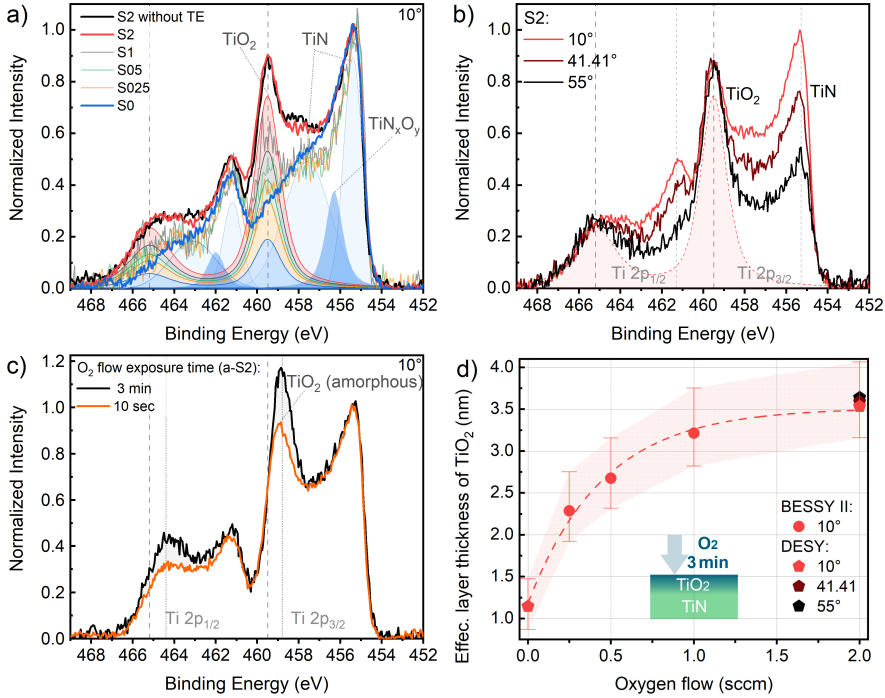 a)
10°
S2 without TE
S2
S1
S05
S025
S0
TiO2
TiN
TiNxOy
Normalized Intensity
1.0
0.8
0.6
0.4
0.2
0.0
468 466 464 462 460 458 456 454 452
Binding Energy (eV)
b)
S2:
10°
41.41°
55°
TiO2
TiN
Ti 2p1/2
Ti 2p3/2
Normalized Intensity
1.0
0.8
0.6
0.4
0.2
0.0
468 466 464 462 460 458 456 454 452
Binding Energy (eV)
c)
O2 flow exposure time (a-S2):
10°
3 min
10 sec
TiO2 (amorphous)
Ti 2p1/2
Ti 2p3/2
Normalized Intensity
1.2
1.0
0.8
0.6
0.4
0.2
0.0
468 466 464 462 460 458 456 454 452
Binding Energy (eV)
d)
Effec. layer thickness of TiO2 (nm)
4.0
3.5
3.0
2.5
2.0
1.5
1.0
O2
3 min
TiO2
TiN
BESSY II:
10°
DESY:
10°
41.41
55°
0.0 0.5 1.0 1.5 2.0
Oxygen flow (sccm)